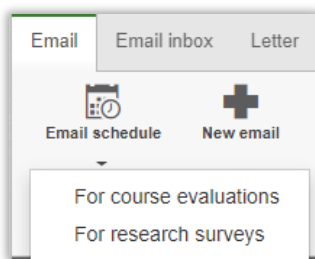 Email Email inbox Letter
Email schedule New email
For course evaluations
For research surveys